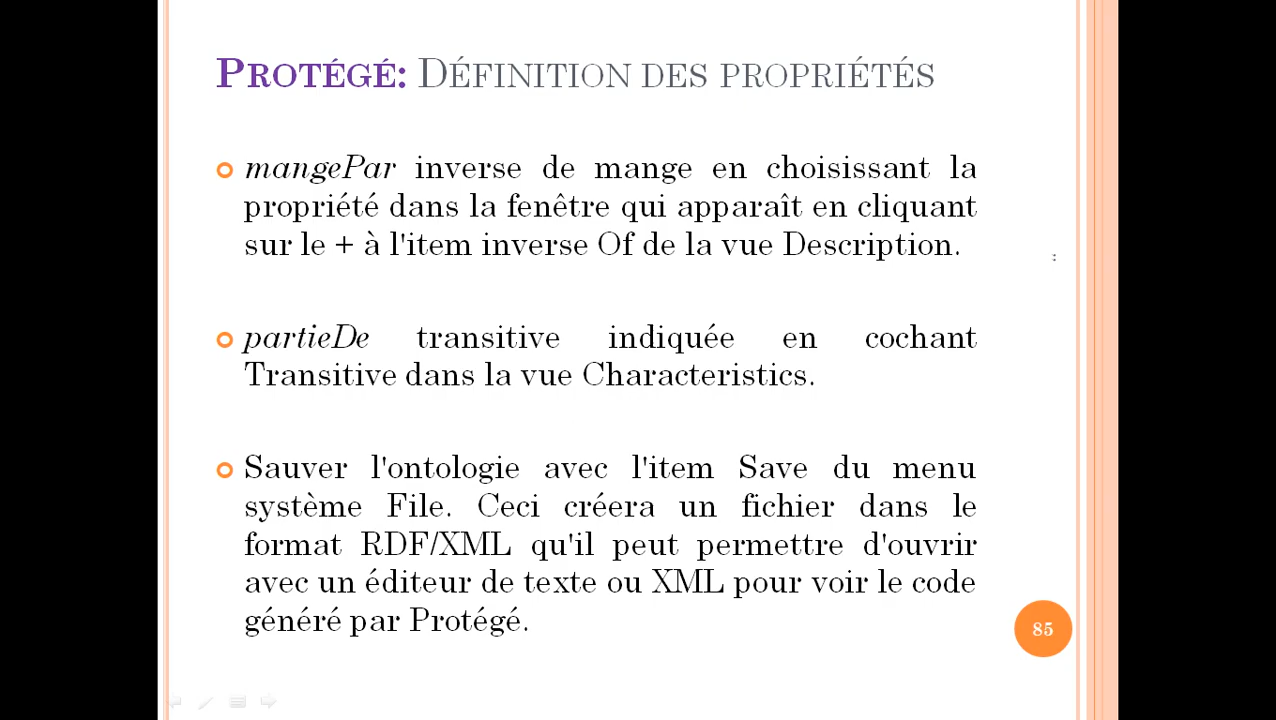 PROTÉGÉ: DÉFINITION DES PROPRIÉTÉS
mangePar inverse de mange en choisissant la
propriété dans la fenêtre qui apparaît en cliquant
sur le + à l'item inverse Of de la vue Description.
partieDe transitive indiquée en cochant
Transitive dans la vue Characteristics.
Sauver l'ontologie avec l'item Save du menu
système File. Ceci créera un fichier dans le
format RDF/XML qu'il peut permettre d'ouvrir
avec un éditeur de texte ou XML pour voir le code
généré par Protégé.
85